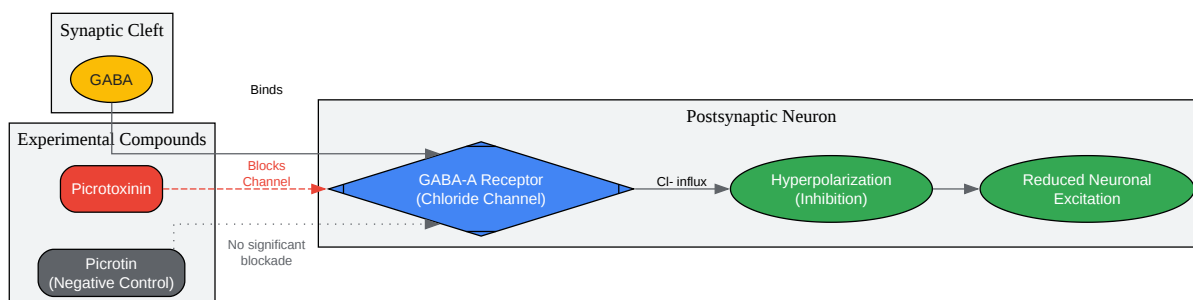 Synaptic Cleft
GABA
Binds
Experimental Compounds
Picrotoxinin
Blocks
Channel
Picrotin
(Negative Control)
No significant
blockade
Postsynaptic Neuron
GABA-A Receptor
(Chloride Channel)
Cl- influx
Hyperpolarization
(Inhibition)
Reduced Neuronal
Excitation